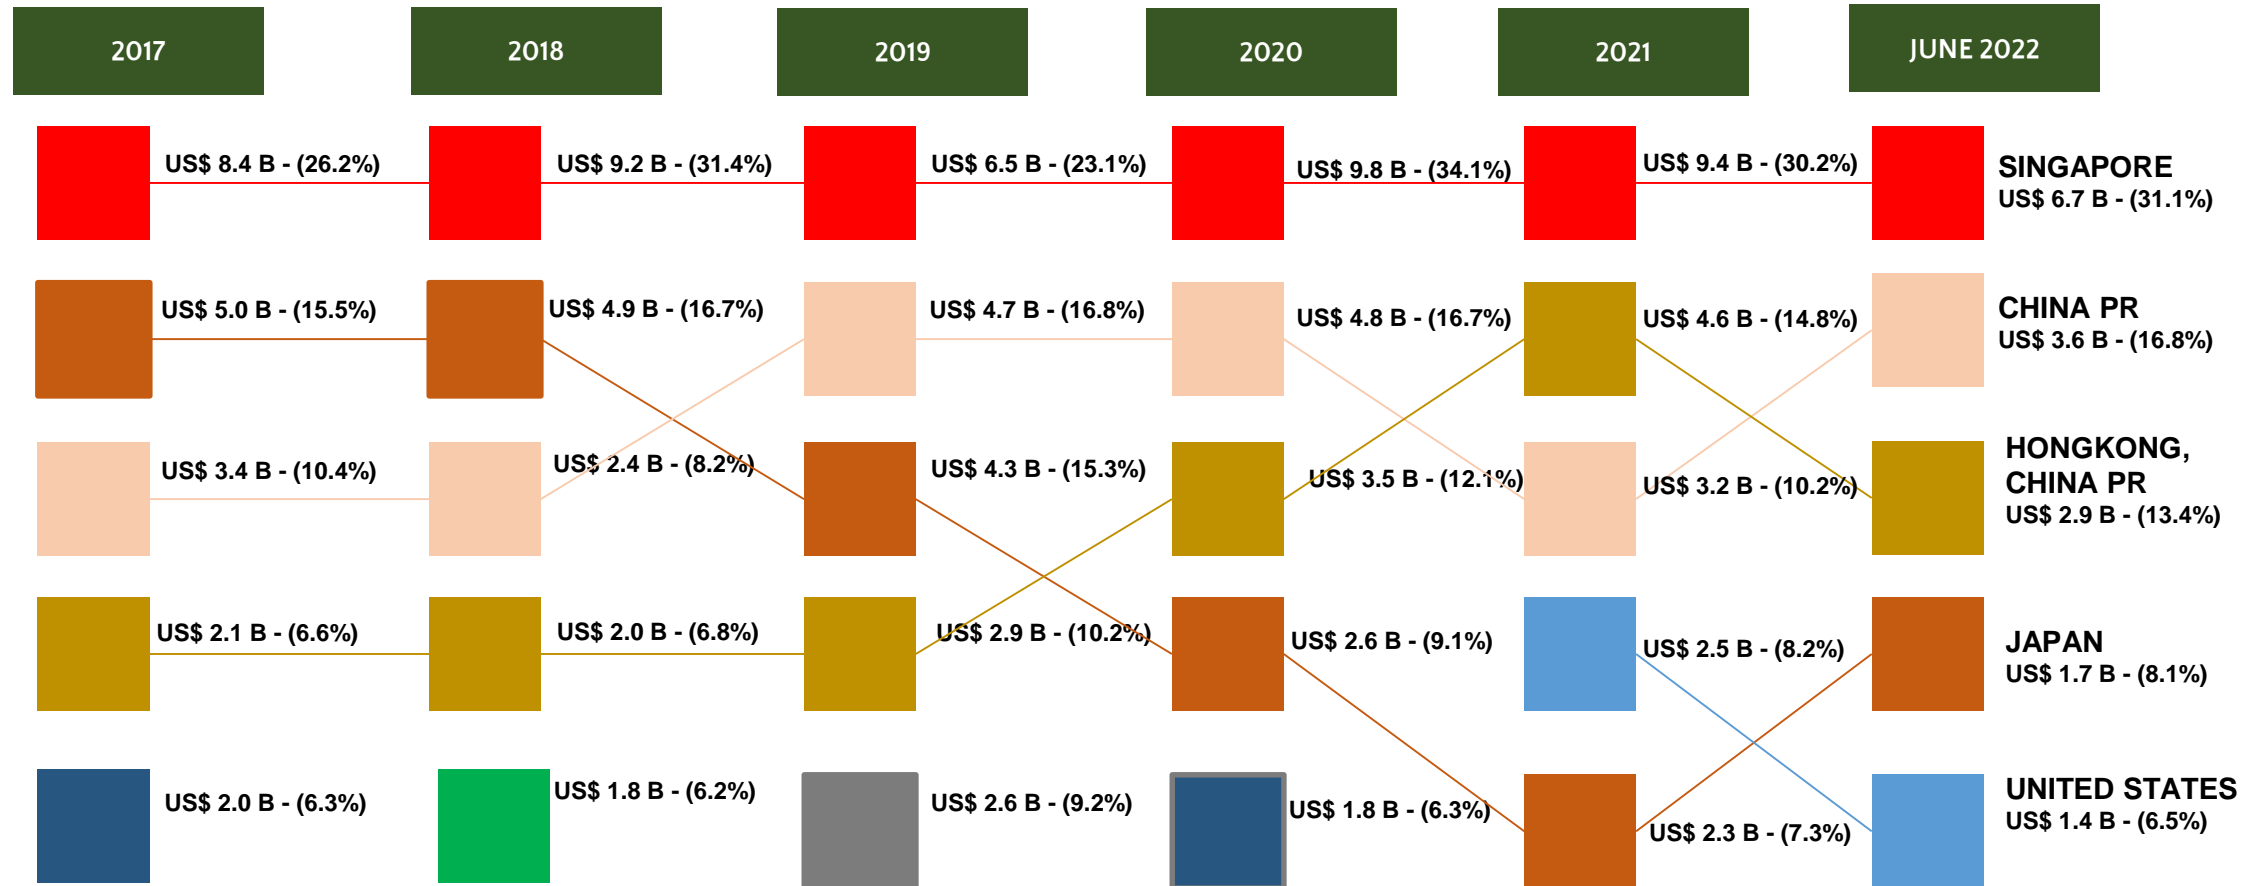 2017
2018
2019
2020
2021
JUNE 2022
US$ 8.4 B - (26.2%)
US$ 9.2 B - (31.4%)
US$ 6.5 B - (23.1%)
US$ 9.8 B - (34.1%)
US$ 9.4 B - (30.2%)
SINGAPORE
US$ 6.7 B - (31.1%)
US$ 5.0 B - (15.5%)
US$ 4.9 B - (16.7%)
US$ 4.7 B - (16.8%)
US$ 4.8 B - (16.7%)
US$ 4.6 B - (14.8%)
CHINA PR
US$ 3.6 B - (16.8%)
US$ 3.4 B - (10.4%)
US$ 2.4 B - (8.2%)
US$ 4.3 B - (15.3%)
US$ 3.5 B - (12.1%)
US$ 3.2 B - (10.2%)
HONGKONG,
CHINA PR
US$ 2.9 B - (13.4%)
US$ 2.1 B - (6.6%)
US$ 2.0 B - (6.8%)
US$ 2.9 B - (10.2%)
US$ 2.6 B - (9.1%)
US$ 2.5 B - (8.2%)
JAPAN
US$ 1.7 B - (8.1%)
US$ 2.0 B - (6.3%)
US$ 1.8 B - (6.2%)
US$ 2.6 B - (9.2%)
US$ 1.8 B - (6.3%)
US$ 2.3 B - (7.3%)
UNITED STATES
US$ 1.4 B - (6.5%)